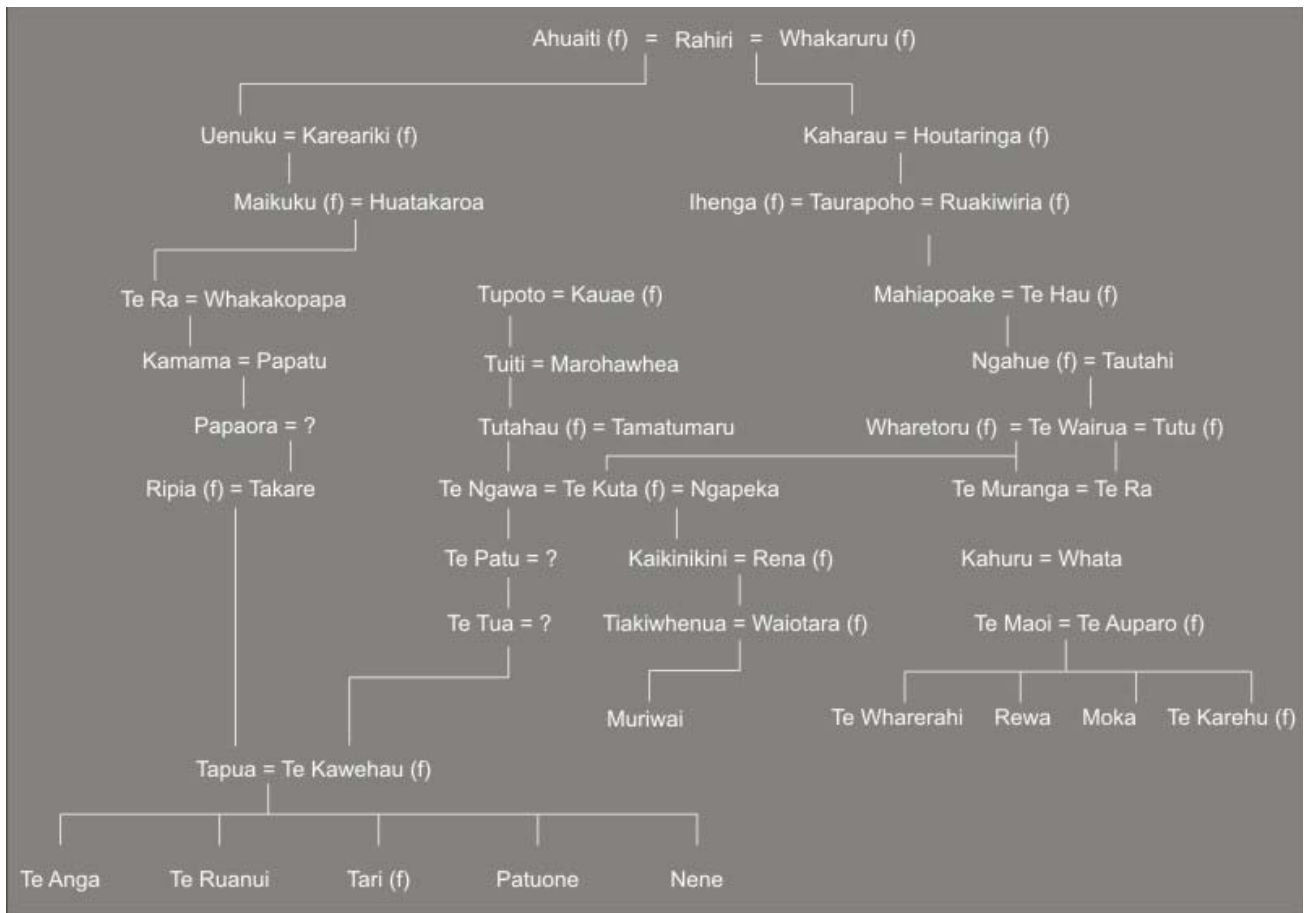 Ahuaiti (f) = Rahiri = Whakaruru (f)
Uenuku = Kareariki (f) Kaharau = Houtaringa (f)
Maikuku (f) = Huatakaroa Ihenga (f) = Taurapoho = Ruakiwiria (f)
Te Ra = Whakakopapa Tupoto = Kauae (f) Mahiapoake = Te Hau (f)
Kamama = Papatu Tuiti = Marohawhea Ngahue (f) = Tautahi
Papaora = ? Tutahau (f) = Tamatumaru Wharetoru (f) = Te Wairua = Tutu (f)
Ripia (f) = Takare Te Ngawa = Te Kuta (f) = Ngapeka Te Muranga = Te Ra
Te Patu = ? Kaikinikini = Rena (f) Kahuru = Whata
Te Tua = ? Tiakiwhenua = Waiotara (f) Te Maoi = Te Auparo (f)
Muriwai Te Wharerahi Rewa Moka Te Karehu (f)
Tapua = Te Kawehau (f)
Te Anga Te Ruanui Tari (f) Patuone Nene